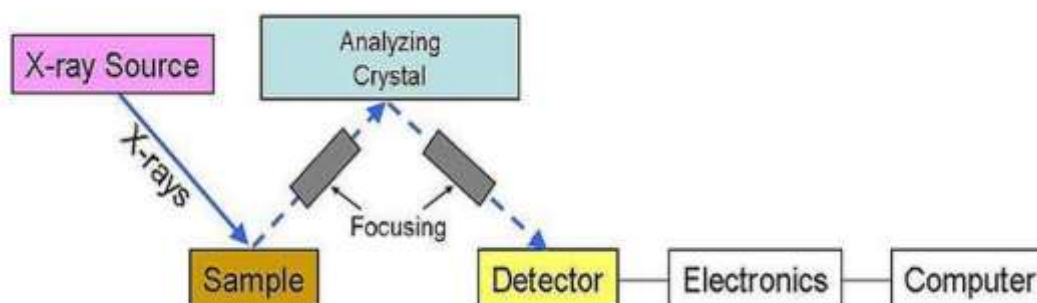 X-ray Source
Analyzing
Crystal
X-rays
Focusing
Sample
Detector
Electronics
Computer